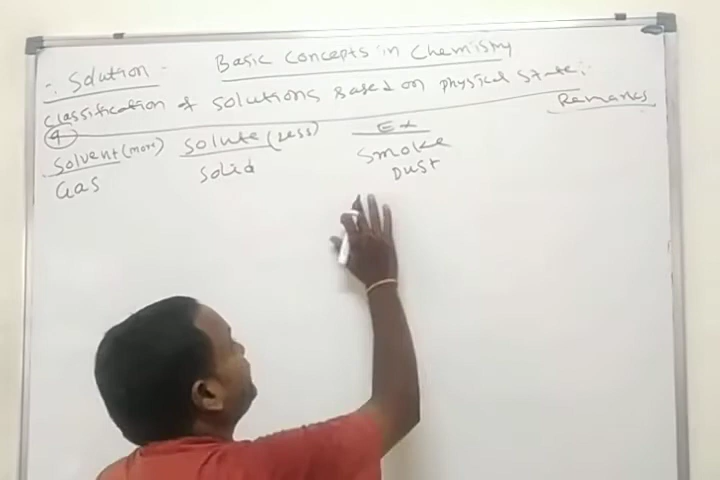 Basic Concepts in Chemistry
:. Solution -
Classification of Solutions Based on physical state:-
Remarks
9
Solvent (more) Solute (Less) Ex
Gas Solid Smoke
Dust